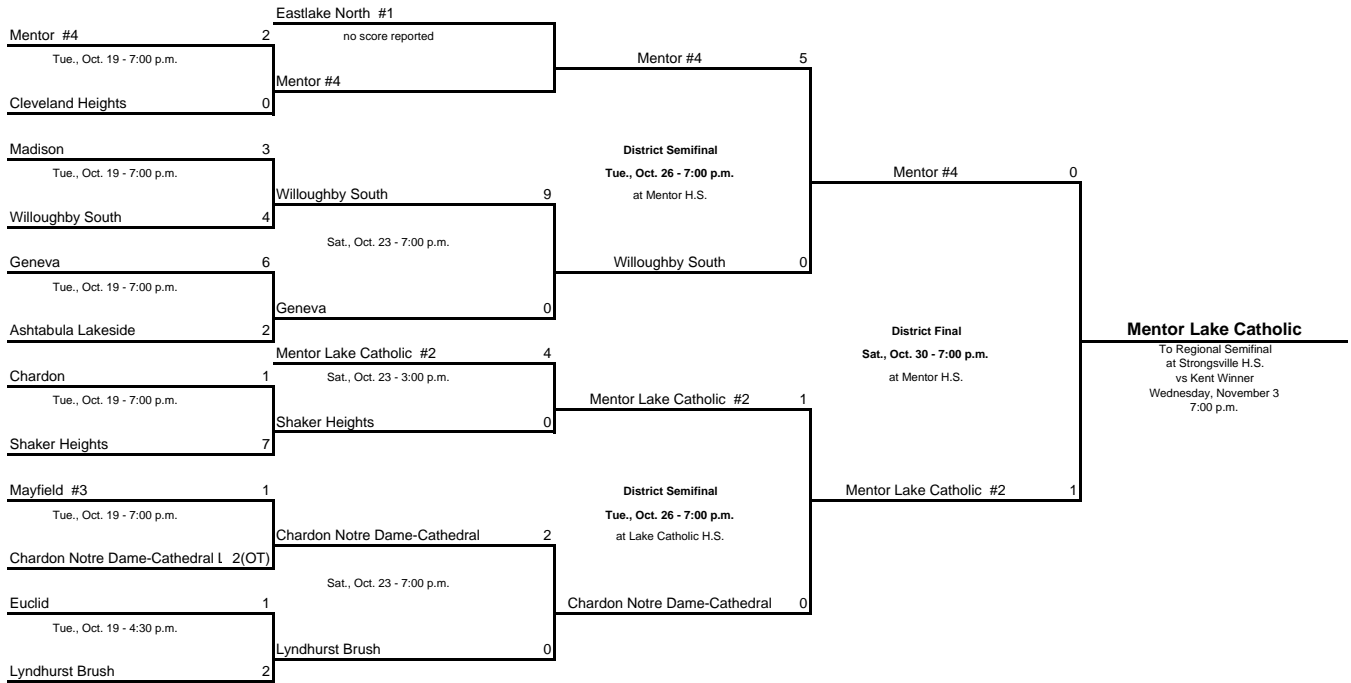 Eastlake North #1
Mentor #4 2
no score reported
Tue., Oct. 19 - 7:00 p.m.
Mentor #4 5
Mentor #4
Cleveland Heights 0
Madison 3
District Semifinal
Tue., Oct. 19 - 7:00 p.m.
Tue., Oct. 26 - 7:00 p.m.
Mentor #4 0
Willoughby South 9
at Mentor H.S.
Willoughby South 4
Sat., Oct. 23 - 7:00 p.m.
Geneva 6
Willoughby South 0
Tue., Oct. 19 - 7:00 p.m.
Geneva 0
Ashtabula Lakeside 2
District Final
Mentor Lake Catholic
Mentor Lake Catholic #2 4
Sat., Oct. 30 - 7:00 p.m.
To Regional Semifinal
at Strongsville H.S.
Chardon 1
Sat., Oct. 23 - 3:00 p.m.
at Mentor H.S.
vs Kent Winner
Wednesday, November 3
7:00 p.m.
Tue., Oct. 19 - 7:00 p.m.
Mentor Lake Catholic #2 1
Shaker Heights 0
Shaker Heights 7
Mayfield #3 1
District Semifinal
Mentor Lake Catholic #2 1
Tue., Oct. 19 - 7:00 p.m.
Tue., Oct. 26 - 7:00 p.m.
Chardon Notre Dame-Cathedral 2
at Lake Catholic H.S.
Chardon Notre Dame-Cathedral L 2(OT)
Sat., Oct. 23 - 7:00 p.m.
Euclid 1
Chardon Notre Dame-Cathedral 0
Tue., Oct. 19 - 4:30 p.m.
Lyndhurst Brush 0
Lyndhurst Brush 2